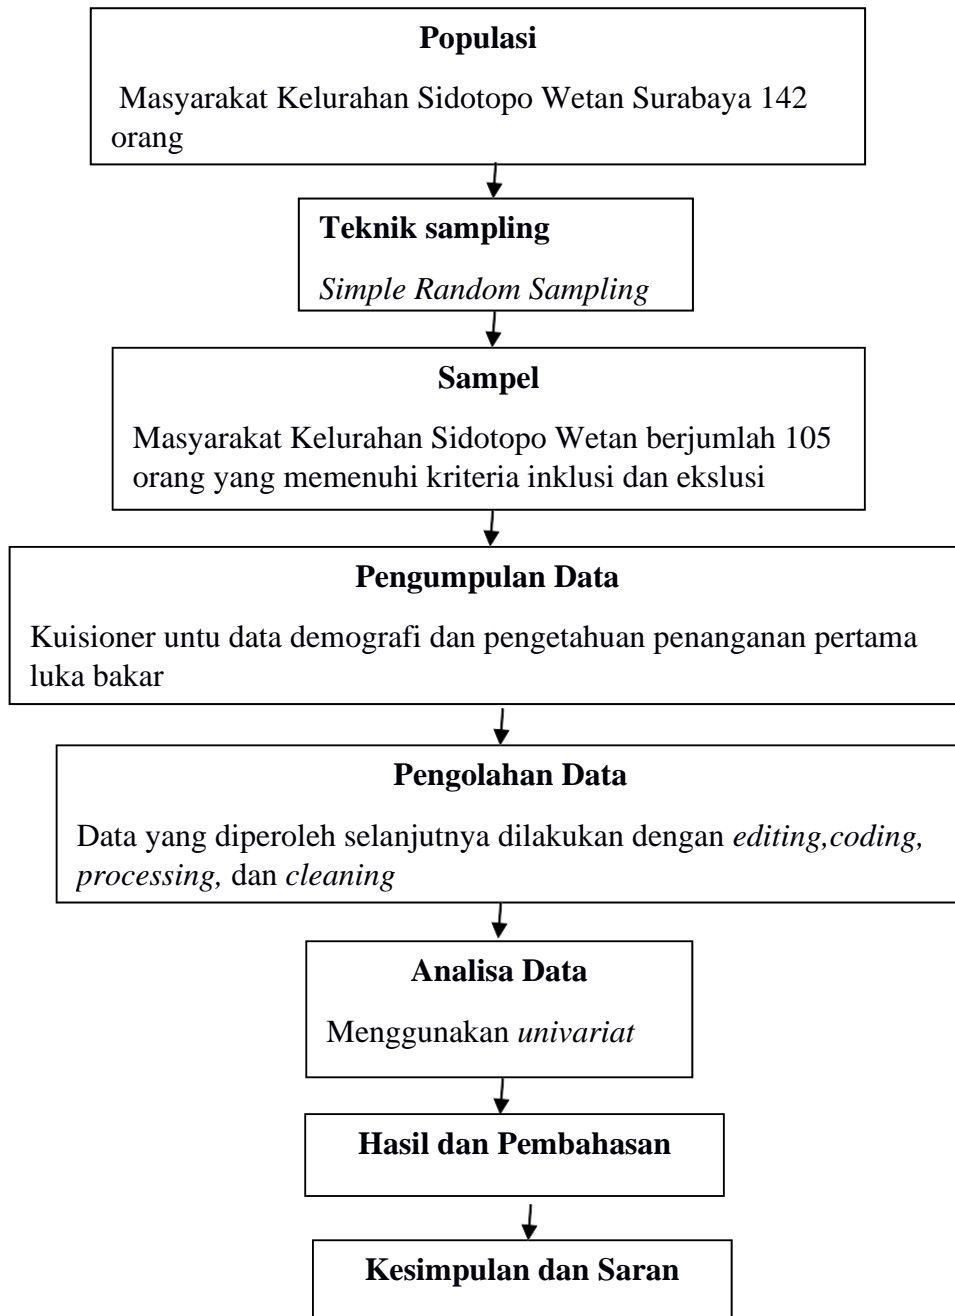 Populasi
Masyarakat Kelurahan Sidotopo Wetan Surabaya 142
orang
Teknik sampling
Simple Random Sampling
Sampel
Masyarakat Kelurahan Sidotopo Wetan berjumlah 105
orang yang memenuhi kriteria inklusi dan ekslusi
Pengumpulan Data
Kuisioner untu data demografi dan pengetahuan penanganan pertama
luka bakar
Pengolahan Data
Data yang diperoleh selanjutnya dilakukan dengan editing,coding,
processing, dan cleaning
Analisa Data
Menggunakan univariat
Hasil dan Pembahasan
Kesimpulan dan Saran